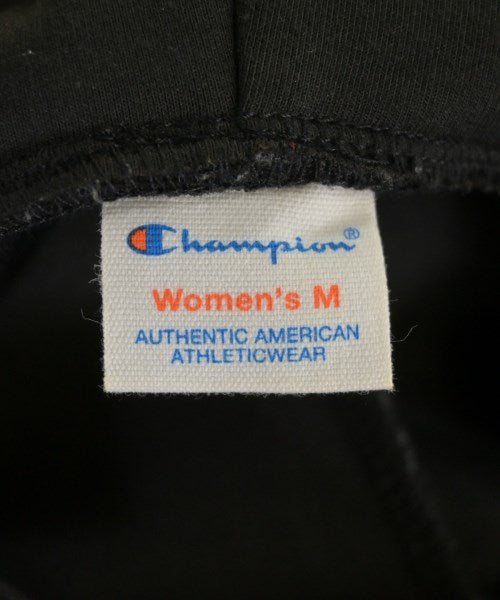 Champion®
Women's M
AUTHENTIC AMERICAN
ATHLETICWEAR